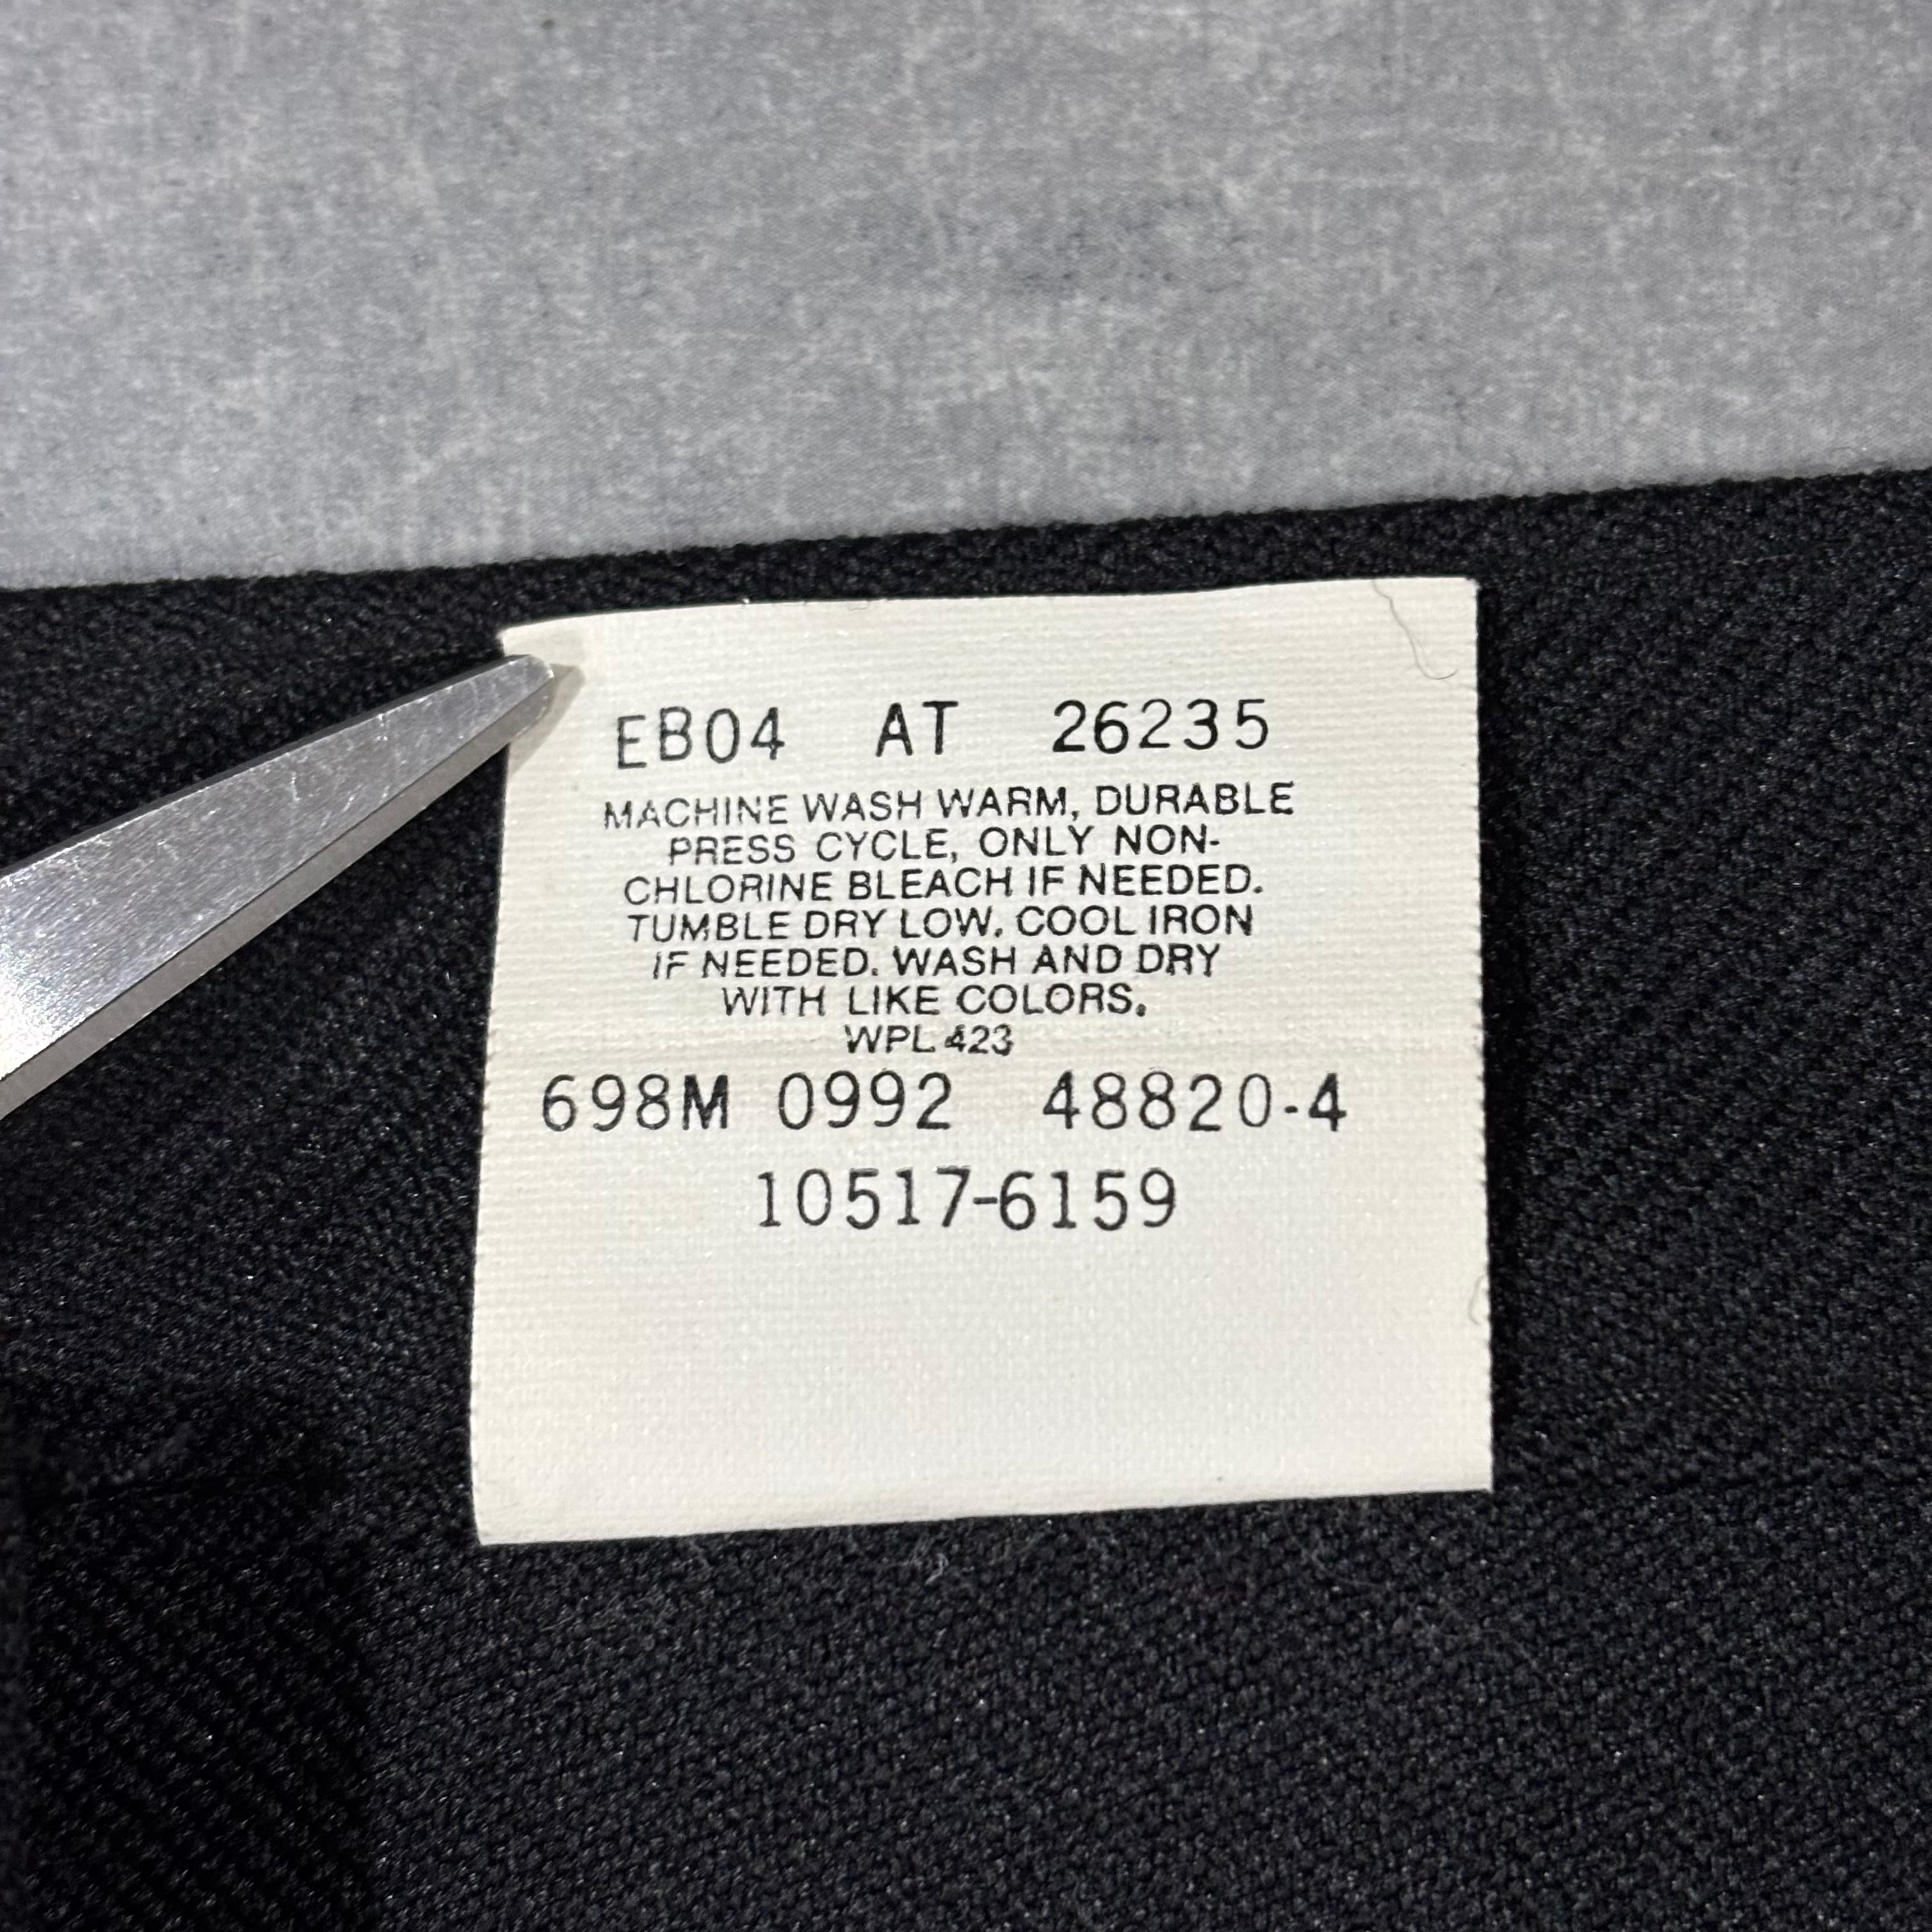 EB04 AT 26235
MACHINE WASH WARM, DURABLE
PRESS CYCLE, ONLY NON-
CHLORINE BLEACH IF NEEDED.
TUMBLE DRY LOW. COOL IRON
IF NEEDED. WASH AND DRY
WITH LIKE COLORS.
WPL 423
698M 0992 48820-4
10517-6159